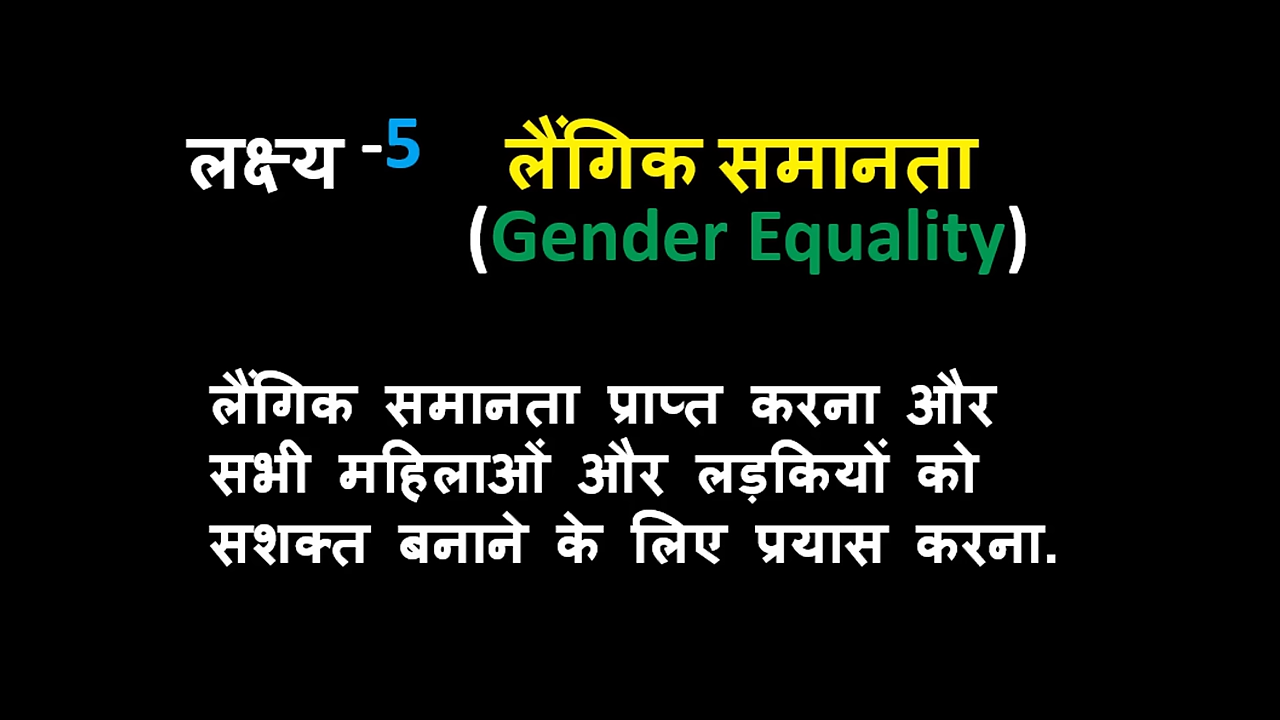 लक्ष्य -5 लैंगिक समानता
(Gender Equality)
लैंगिक समानता प्राप्त करना और
सभी महिलाओं और लड़कियों को
सशक्त बनाने के लिए प्रयास करना.